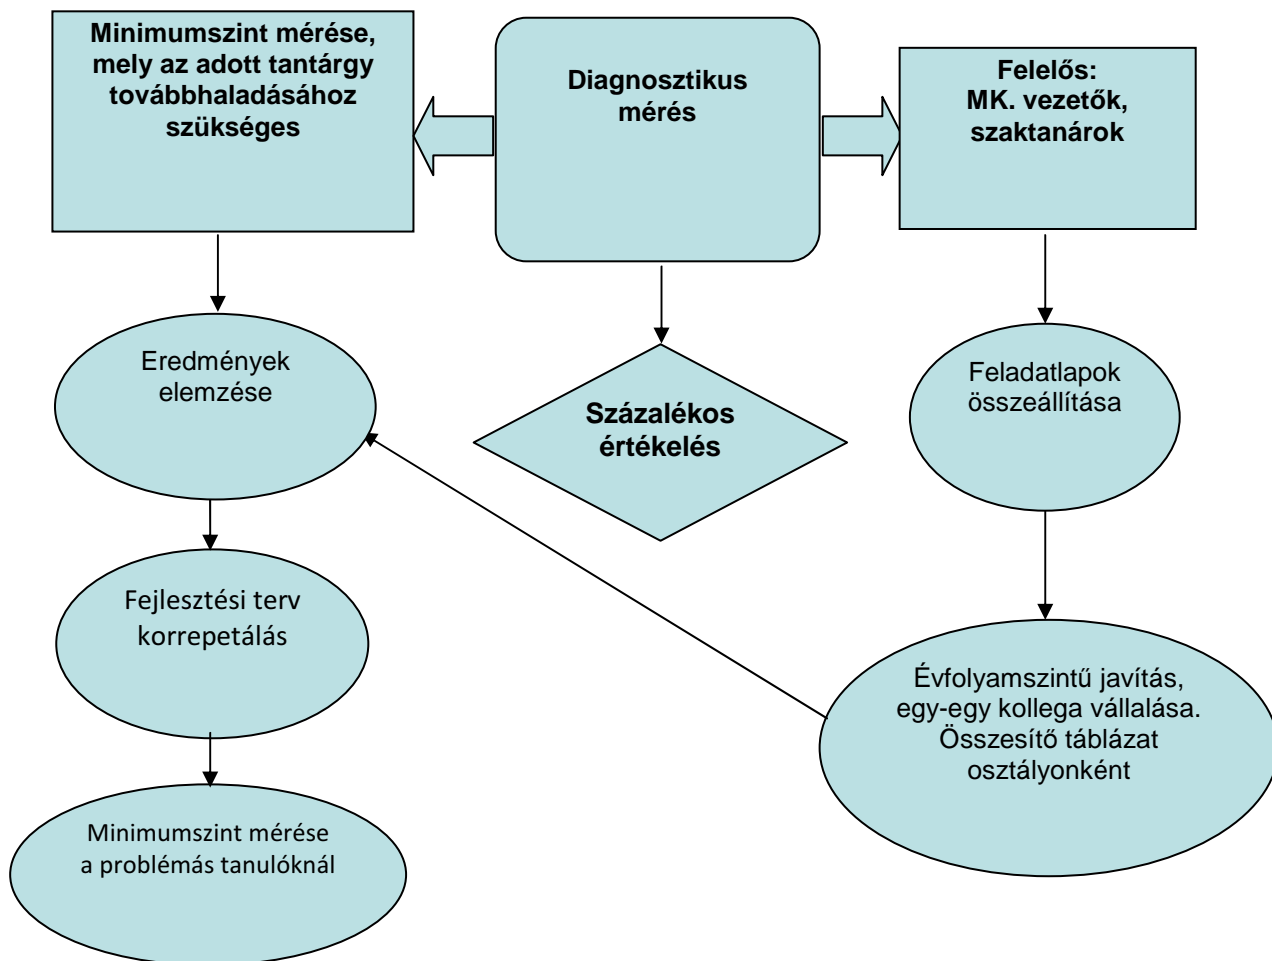 Minimumszint mérése,
mely az adott tantárgy
továbbhaladásához
szükséges
Diagnosztikus
mérés
Felelős:
MK. vezetők,
szaktanárok
Eredmények
elemzése
Százalékos
értékelés
Feladatlapok
összeállítása
Fejlesztési terv
korrepetálás
Évfolyamszintű javítás,
egy-egy kollega vállalása.
Összesítő táblázat
osztályonként
Minimumszint mérése
a problémás tanulóknál